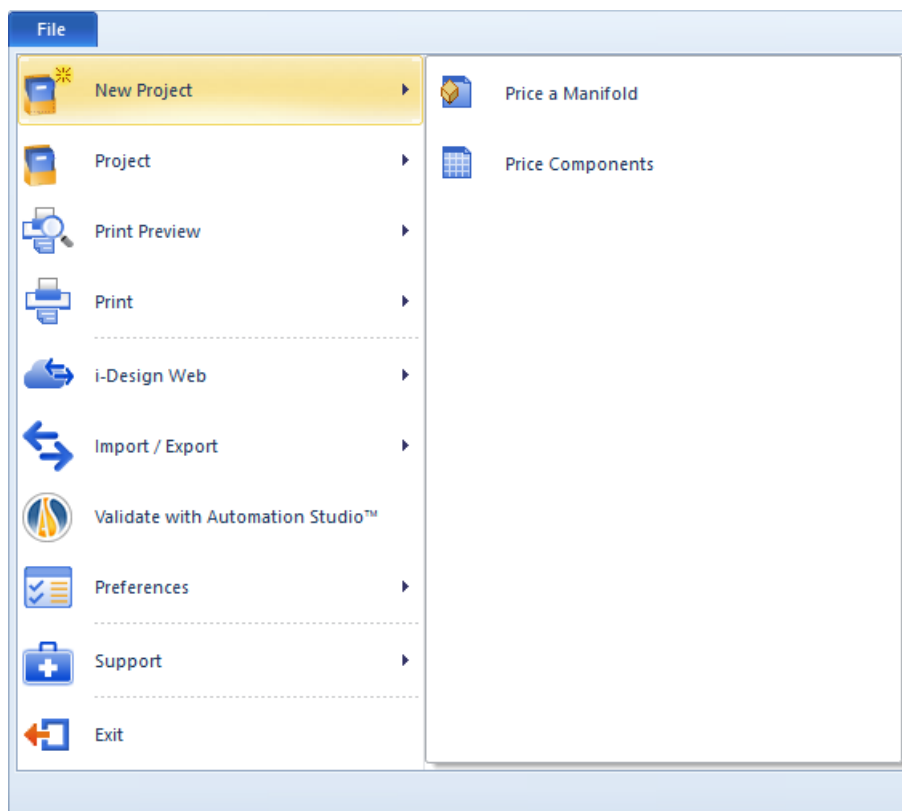 File
New Project
Project
Print Preview
Print
i-Design Web
Import / Export
Validate with Automation Studio™
Preferences
Support
Exit
Price a Manifold
Price Components